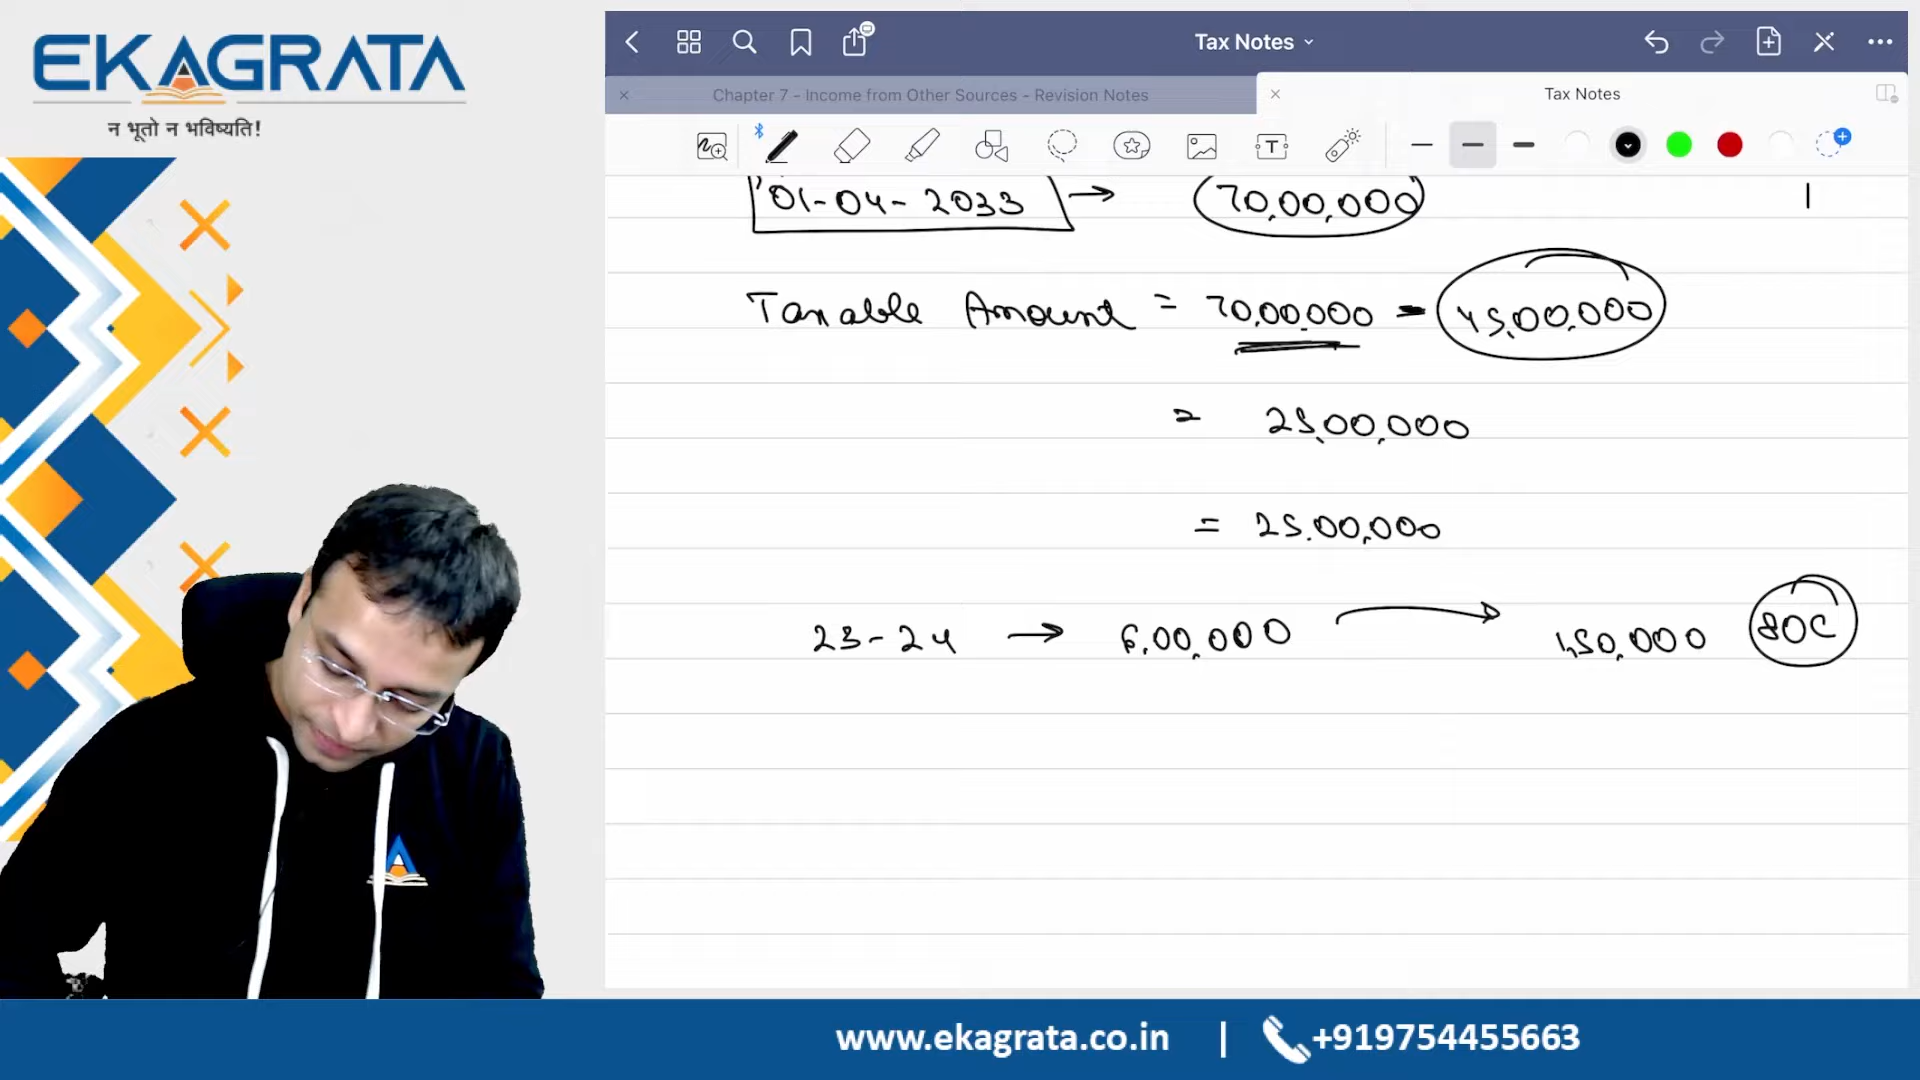 EKAGRATA
न भूतो न भविष्यति!
Tax Notes
Chapter 7 - Income from Other Sources - Revision Notes
Tax Notes
01-04-2033 → 70,00,000 1
Taxable Amount = 70,00,000 - 45,00,000
= 25,00,000
= 25,00,000
23-24 → 6,00,000 → 1,50,000 80C
www.ekagrata.co.in | +919754455663